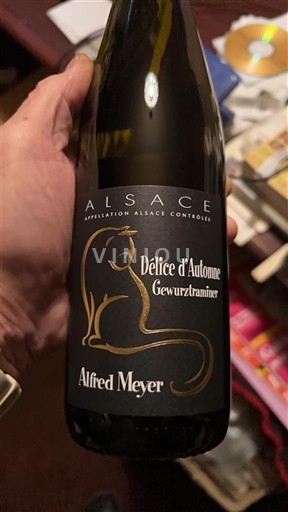 ALSACE
APPELLATION ALSACE CONTRÔLÉE
VINIOU
Délice d'Automne
Gewurztraminer
Alfred Meyer